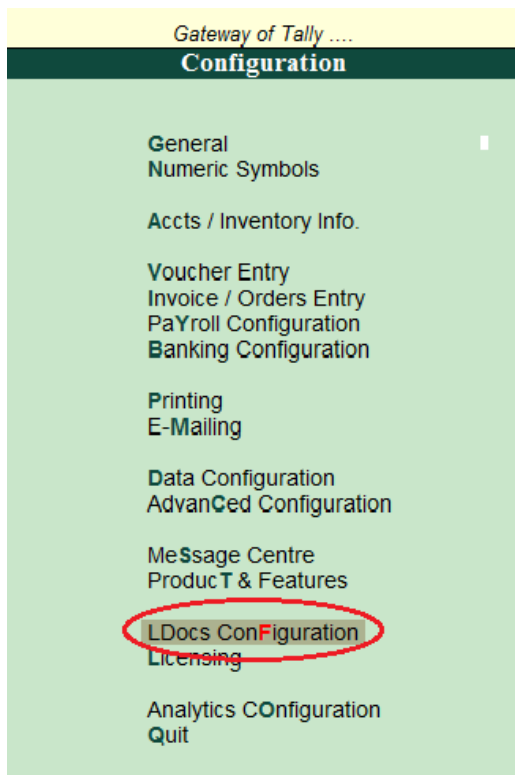 Gateway of Tally ....
Configuration
General
Numeric Symbols
Accts / Inventory Info.
Voucher Entry
Invoice / Orders Entry
PaYroll Configuration
Banking Configuration
Printing
E-Mailing
Data Configuration
AdvanCed Configuration
MeSsage Centre
ProducT & Features
LDocs ConFiguration
Licensing
Analytics COnfiguration
Quit